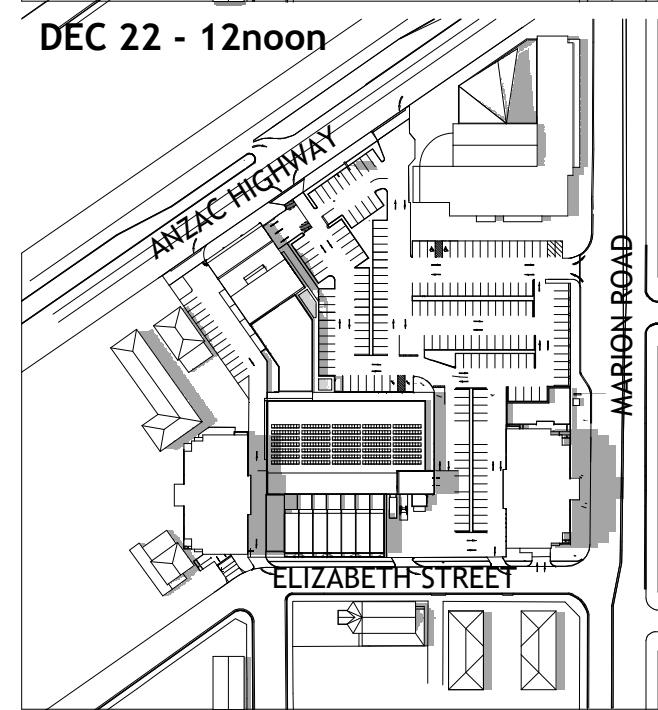 DEC 22 - 12noon
ANZAC HIGHWAY
MARION ROAD
ELIZABETH STREET